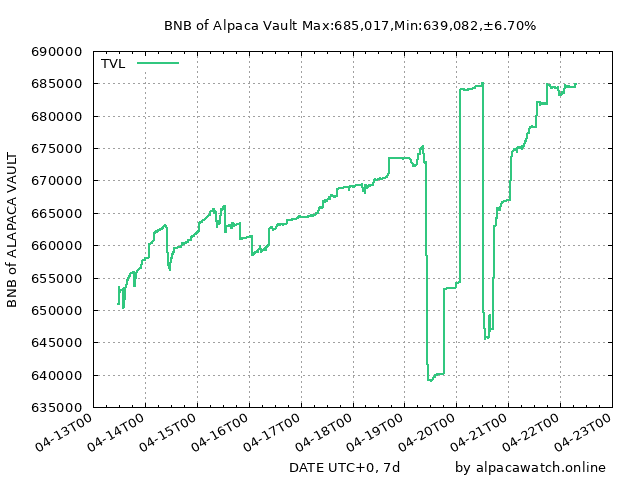 BNB of Alpaca Vault Max:685,017,Min:639,082,±6.70%
TVL
BNB of ALAPACA VAULT
690000
685000
680000
675000
670000
665000
660000
655000
650000
645000
640000
635000
04-13T00
04-14T00
04-15T00
04-16T00
04-17T00
04-18T00
04-19T00
04-20T00
04-21T00
04-22T00
04-23T00
DATE UTC+0, 7d
by alpacawatch.online